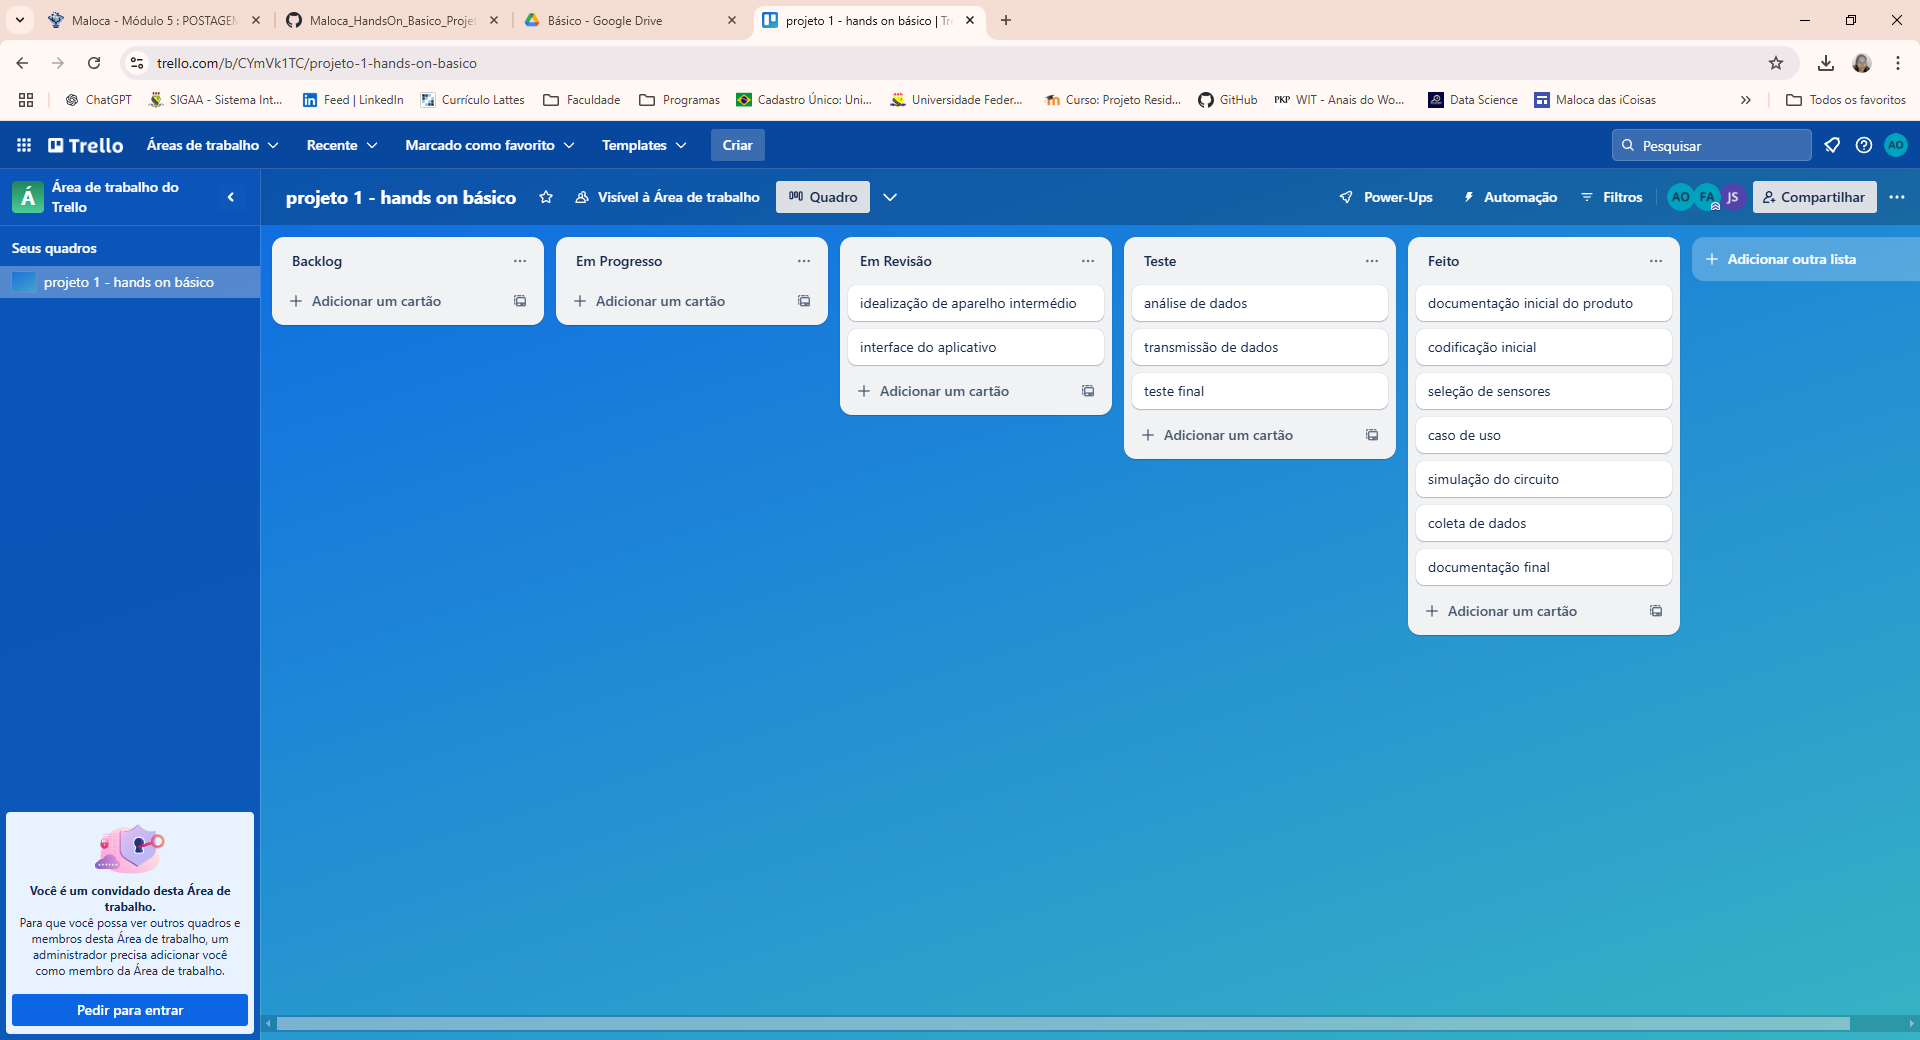 Maloca - Módulo 5 : POSTAGEM
Maloca_HandsOn_Basico_Projet
Básico - Google Drive
projeto 1 - hands on básico | Tre
trello.com/b/CYmVk1TC/projeto-1-hands-on-basico
ChatGPT
SIGAA - Sistema Int...
Feed | LinkedIn
Currículo Lattes
Faculdade
Programas
Cadastro Único: Uni...
Universidade Feder...
Curso: Projeto Resid...
GitHub
PKP WIT - Anais do Wo...
Data Science
Maloca das iCoisas
Todos os favoritos
Trello
Áreas de trabalho
Recente
Marcado como favorito
Templates
Criar
Pesquisar
AO
Á
Área de trabalho do
Trello
projeto 1 - hands on básico
Visível à Área de trabalho
Quadro
Power-Ups
Automação
Filtros
AO
FA
JS
Compartilhar
Seus quadros
projeto 1 - hands on básico
Backlog
Adicionar um cartão
Em Progresso
Adicionar um cartão
Em Revisão
idealização de aparelho intermédio
interface do aplicativo
Adicionar um cartão
Teste
análise de dados
transmissão de dados
teste final
Adicionar um cartão
Feito
documentação inicial do produto
codificação inicial
seleção de sensores
caso de uso
simulação do circuito
coleta de dados
documentação final
Adicionar um cartão
Adicionar outra lista
Você é um convidado desta Área de
trabalho.
Para que você possa ver outros quadros e
membros desta Área de trabalho, um
administrador precisa adicionar você
como membro da Área de trabalho.
Pedir para entrar